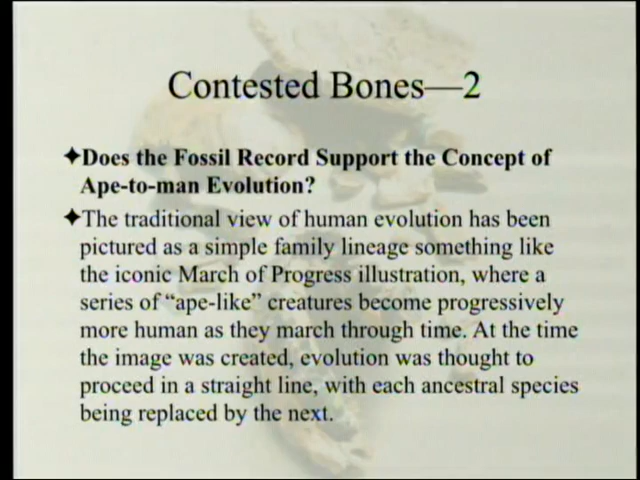 Contested Bones—2
✦Does the Fossil Record Support the Concept of
Ape-to-man Evolution?
✦The traditional view of human evolution has been
pictured as a simple family lineage something like
the iconic March of Progress illustration, where a
series of “ape-like” creatures become progressively
more human as they march through time. At the time
the image was created, evolution was thought to
proceed in a straight line, with each ancestral species
being replaced by the next.